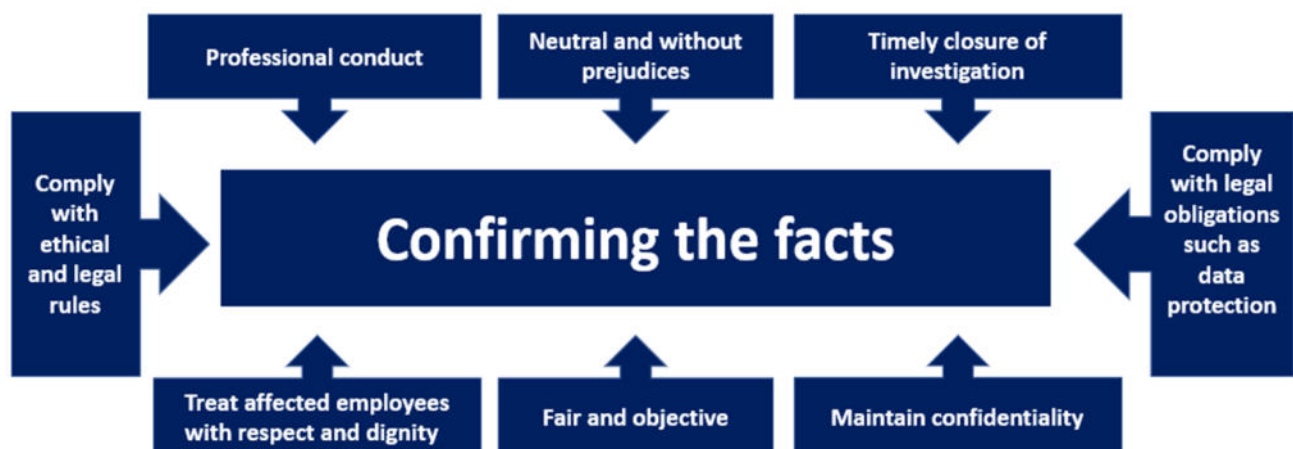 Professional conduct
Neutral and without
prejudices
Timely closure of
investigation
Comply
with
ethical
and legal
rules
Confirming the facts
Comply
with legal
obligations
such as
data
protection
Treat affected employees
with respect and dignity
Fair and objective
Maintain confidentiality